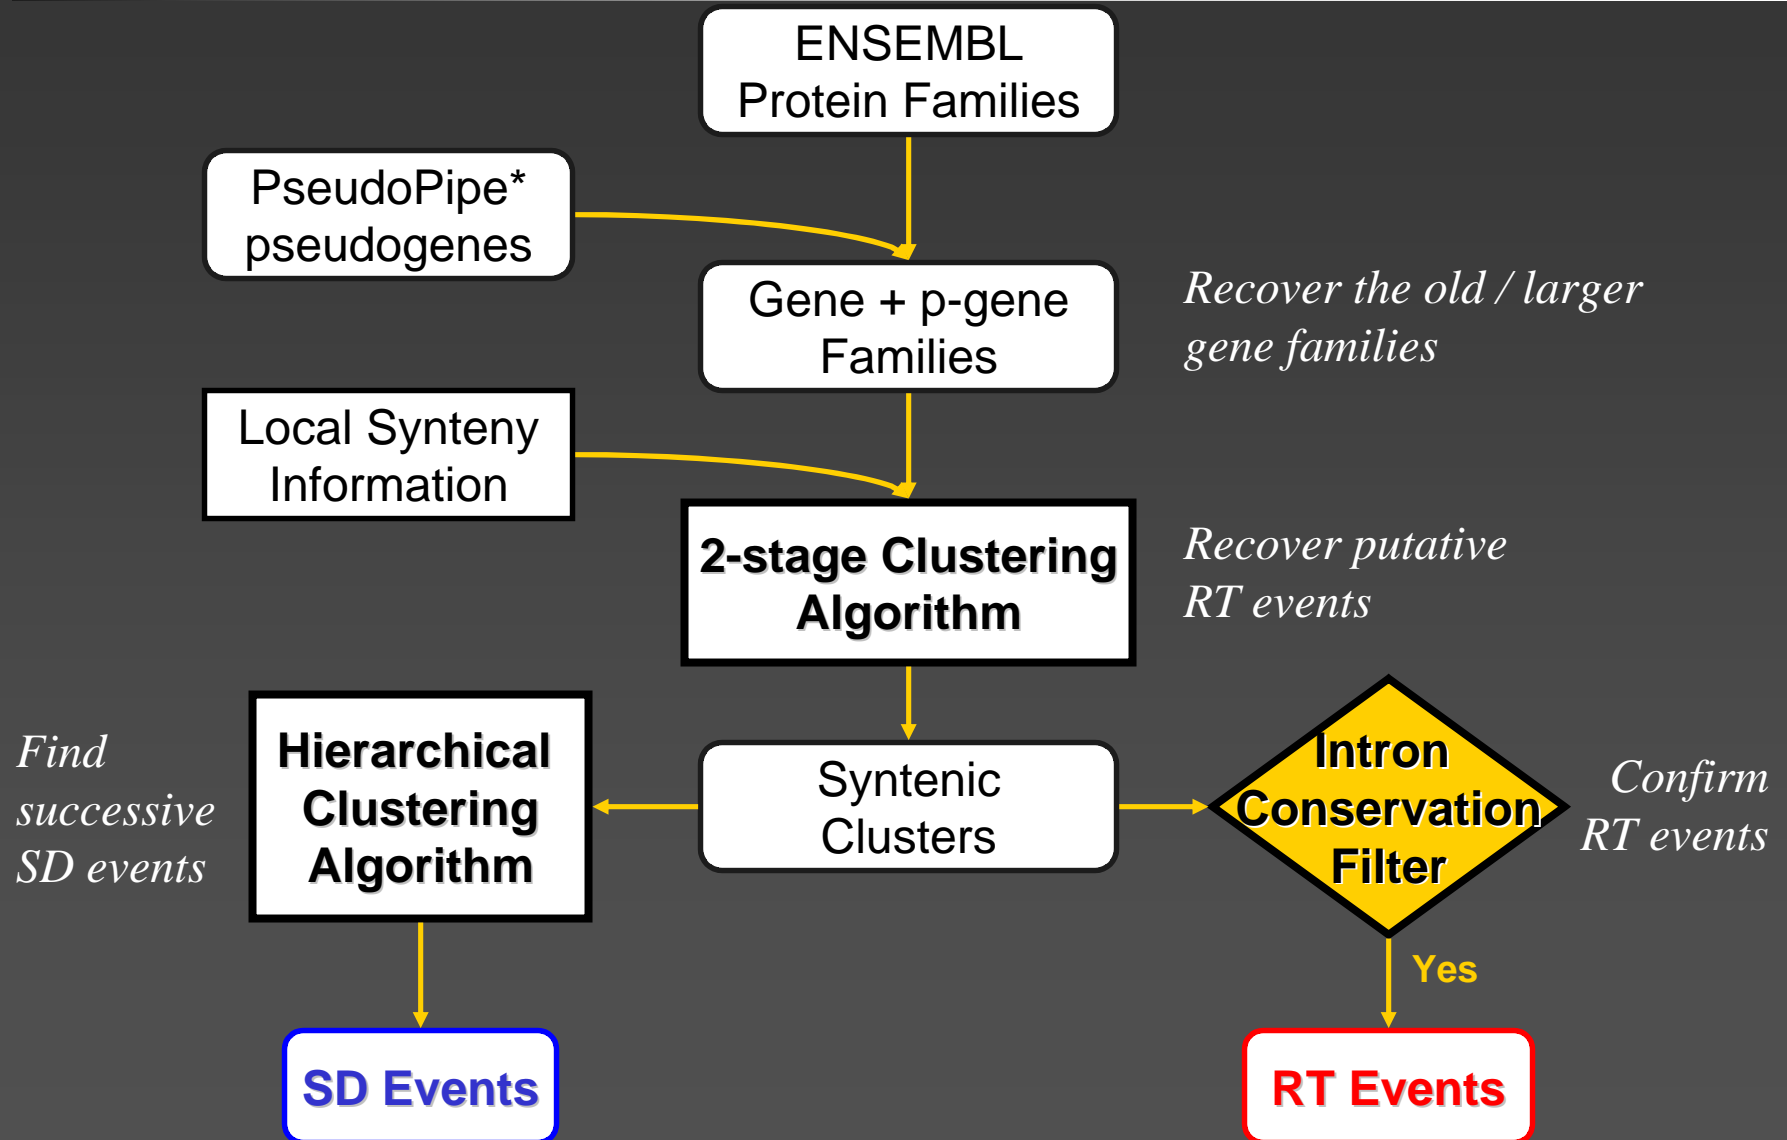 ENSEMBL
Protein Families
PseudoPipe*
pseudogenes
Gene + p-gene
Families
Recover the old / larger
gene families
Local Synteny
Information
2-stage Clustering
Algorithm
Recover putative
RT events
Find
successive
SD events
Hierarchical
Clustering
Algorithm
Syntenic
Clusters
Intron
Conservation
Filter
Confirm
RT events
Yes
SD Events
RT Events